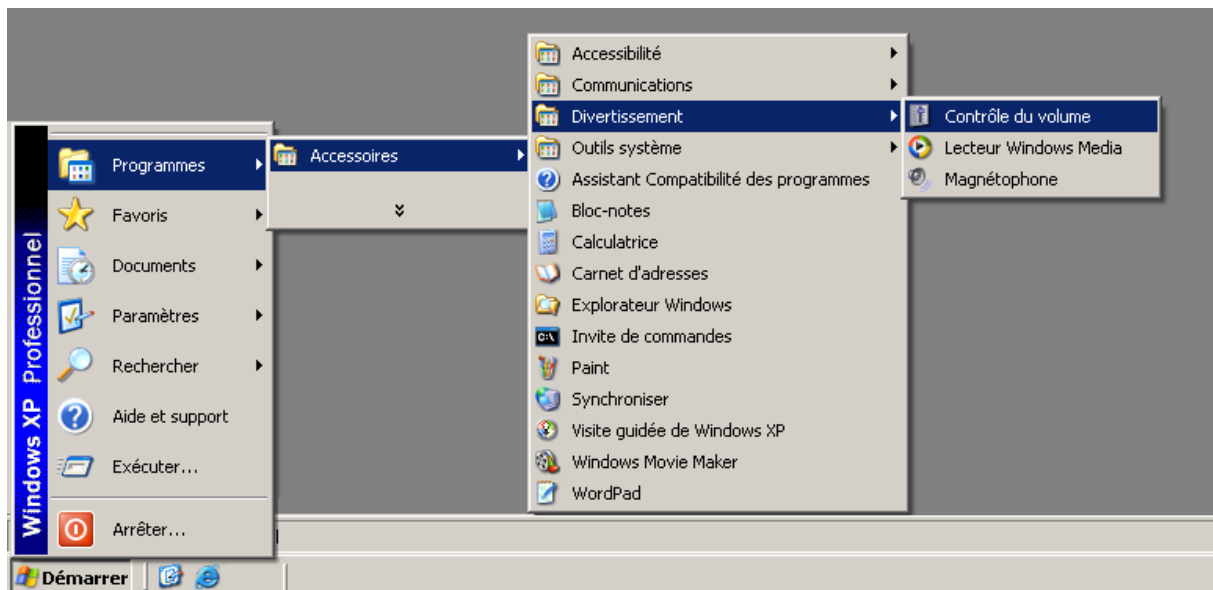 Windows XP Professionnel
Programmes
Favoris
Documents
Paramètres
Rechercher
Aide et support
Exécuter...
Arrêter...
Démarrer
Accessoires
Accessibilité
Communications
Divertissement
Outils système
Assistant Compatibilité des programmes
Bloc-notes
Calculatrice
Carnet d'adresses
Explorateur Windows
Invite de commandes
Paint
Synchroniser
Visite guidée de Windows XP
Windows Movie Maker
WordPad
Contrôle du volume
Lecteur Windows Media
Magnétophone